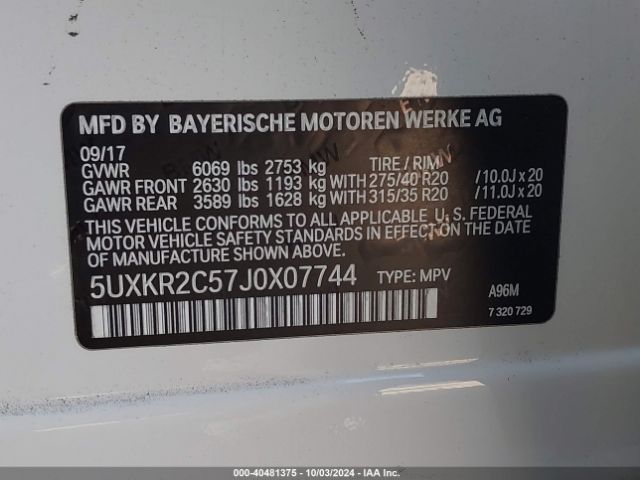 MFD BY BAYERISCHE MOTOREN WERKE AG
09/17
GVWR 6069 lbs 2753 kg TIRE / RIM
GAWR FRONT 2630 lbs 1193 kg WITH 275/40 R20 /10.0J x 20
GAWR REAR 3589 lbs 1628 kg WITH 315/35 R20 /11.0J x 20
THIS VEHICLE CONFORMS TO ALL APPLICABLE U. S. FEDERAL
MOTOR VEHICLE SAFETY STANDARDS IN EFFECT ON THE DATE
OF MANUFACTURE SHOWN ABOVE.
5UXKR2C57J0X07744 TYPE: MPV A96M
7 320 729
000-40481375 - 10/03/2024 - IAA Inc.